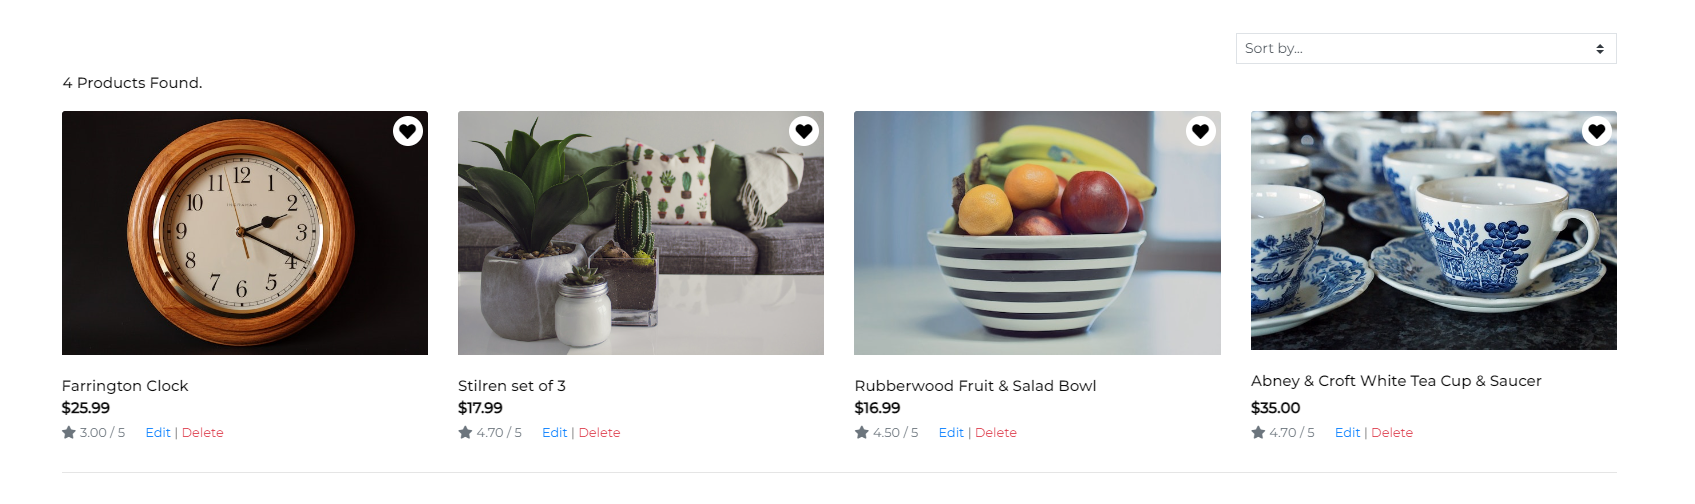 Sort by...
4 Products Found.
12
11
1
10
2
9
3
8
4
7
5
6
Farrington Clock
$25.99
3.00 / 5 Edit | Delete
Stilren set of 3
$17.99
4.70 / 5 Edit | Delete
Rubberwood Fruit & Salad Bowl
$16.99
4.50 / 5 Edit | Delete
Abney & Croft White Tea Cup & Saucer
$35.00
4.70 / 5 Edit | Delete